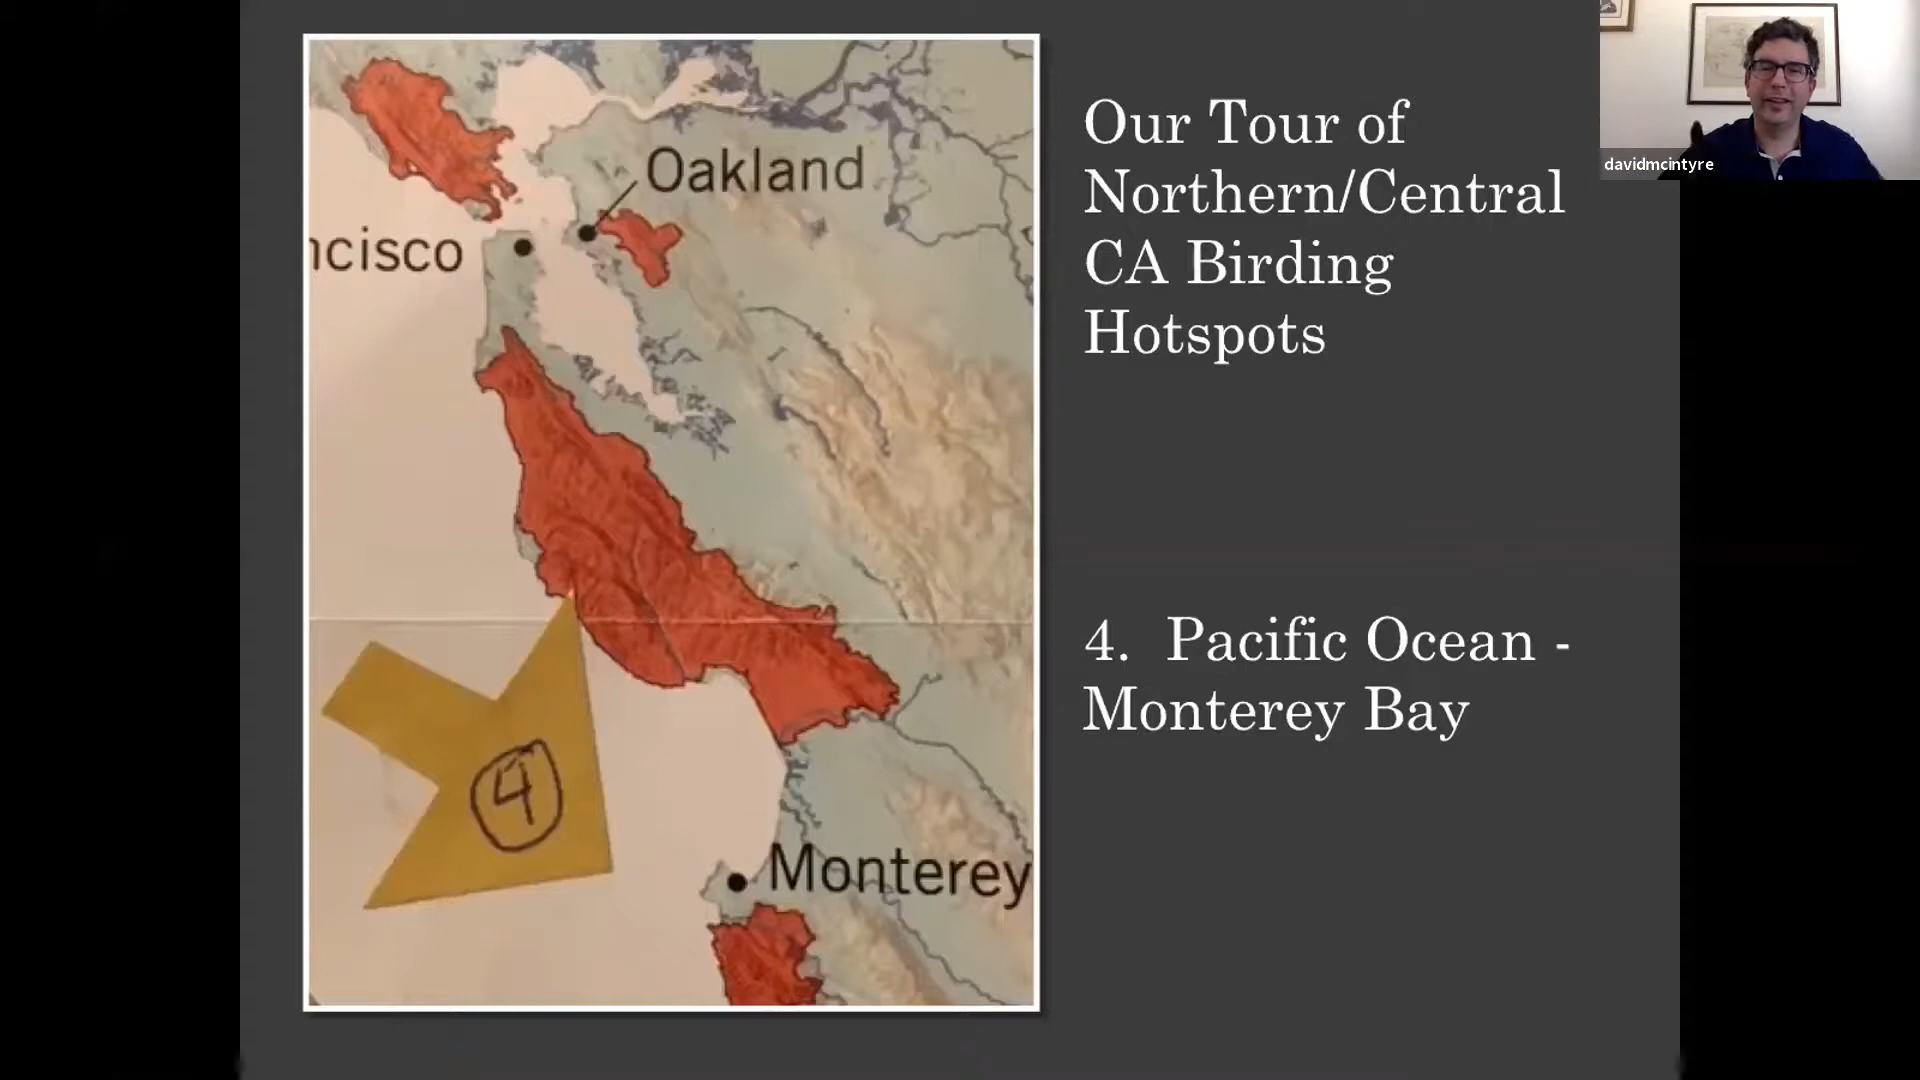 Oakland
ncisco
4
Monterey
Our Tour of
Northern/Central
CA Birding
Hotspots
4. Pacific Ocean -
Monterey Bay
davidmcintyre